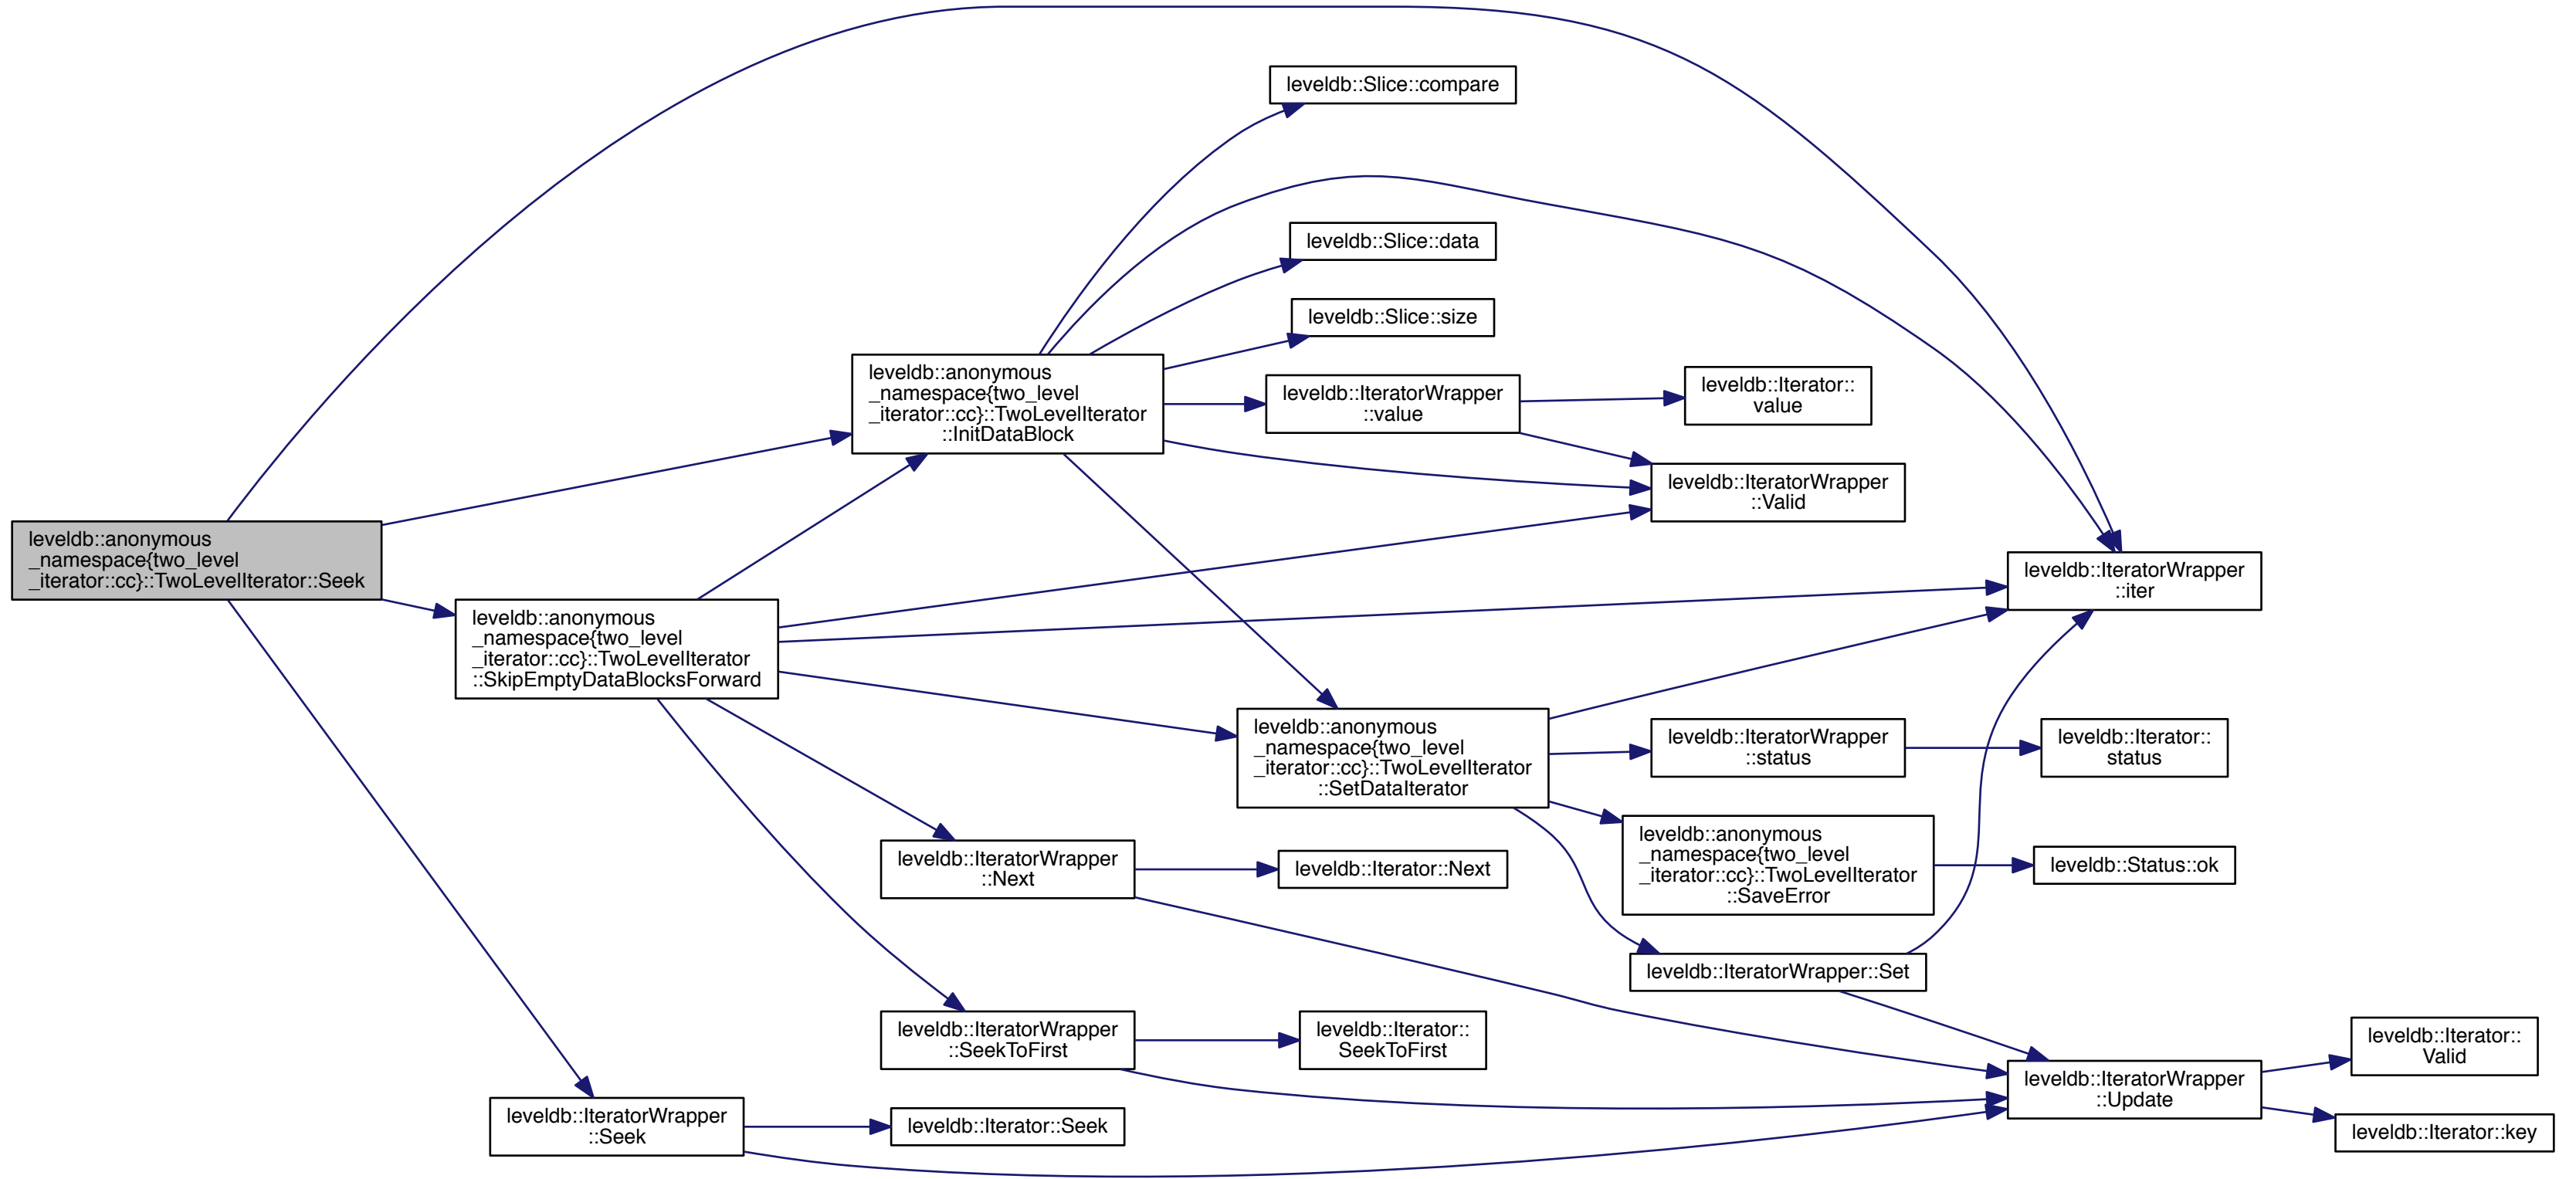 leveldb::anonymous
_namespace{two_level
_iterator::cc}::TwoLevelIterator::Seek
leveldb::anonymous
_namespace{two_level
_iterator::cc}::TwoLevelIterator
::SkipEmptyDataBlocksForward
leveldb::IteratorWrapper
::Seek
leveldb::anonymous
_namespace{two_level
_iterator::cc}::TwoLevelIterator
::InitDataBlock
leveldb::IteratorWrapper
::Next
leveldb::IteratorWrapper
::SeekToFirst
leveldb::Iterator::Seek
leveldb::Slice::compare
leveldb::Slice::data
leveldb::Slice::size
leveldb::IteratorWrapper
::value
leveldb::anonymous
_namespace{two_level
_iterator::cc}::TwoLevelIterator
::SetDataIterator
leveldb::Iterator::Next
leveldb::Iterator::
SeekToFirst
leveldb::Iterator::
value
leveldb::IteratorWrapper
::Valid
leveldb::IteratorWrapper
::status
leveldb::anonymous
_namespace{two_level
_iterator::cc}::TwoLevelIterator
::SaveError
leveldb::IteratorWrapper::Set
leveldb::IteratorWrapper
::iter
leveldb::Iterator::
status
leveldb::Status::ok
leveldb::IteratorWrapper
::Update
leveldb::Iterator::
Valid
leveldb::Iterator::key